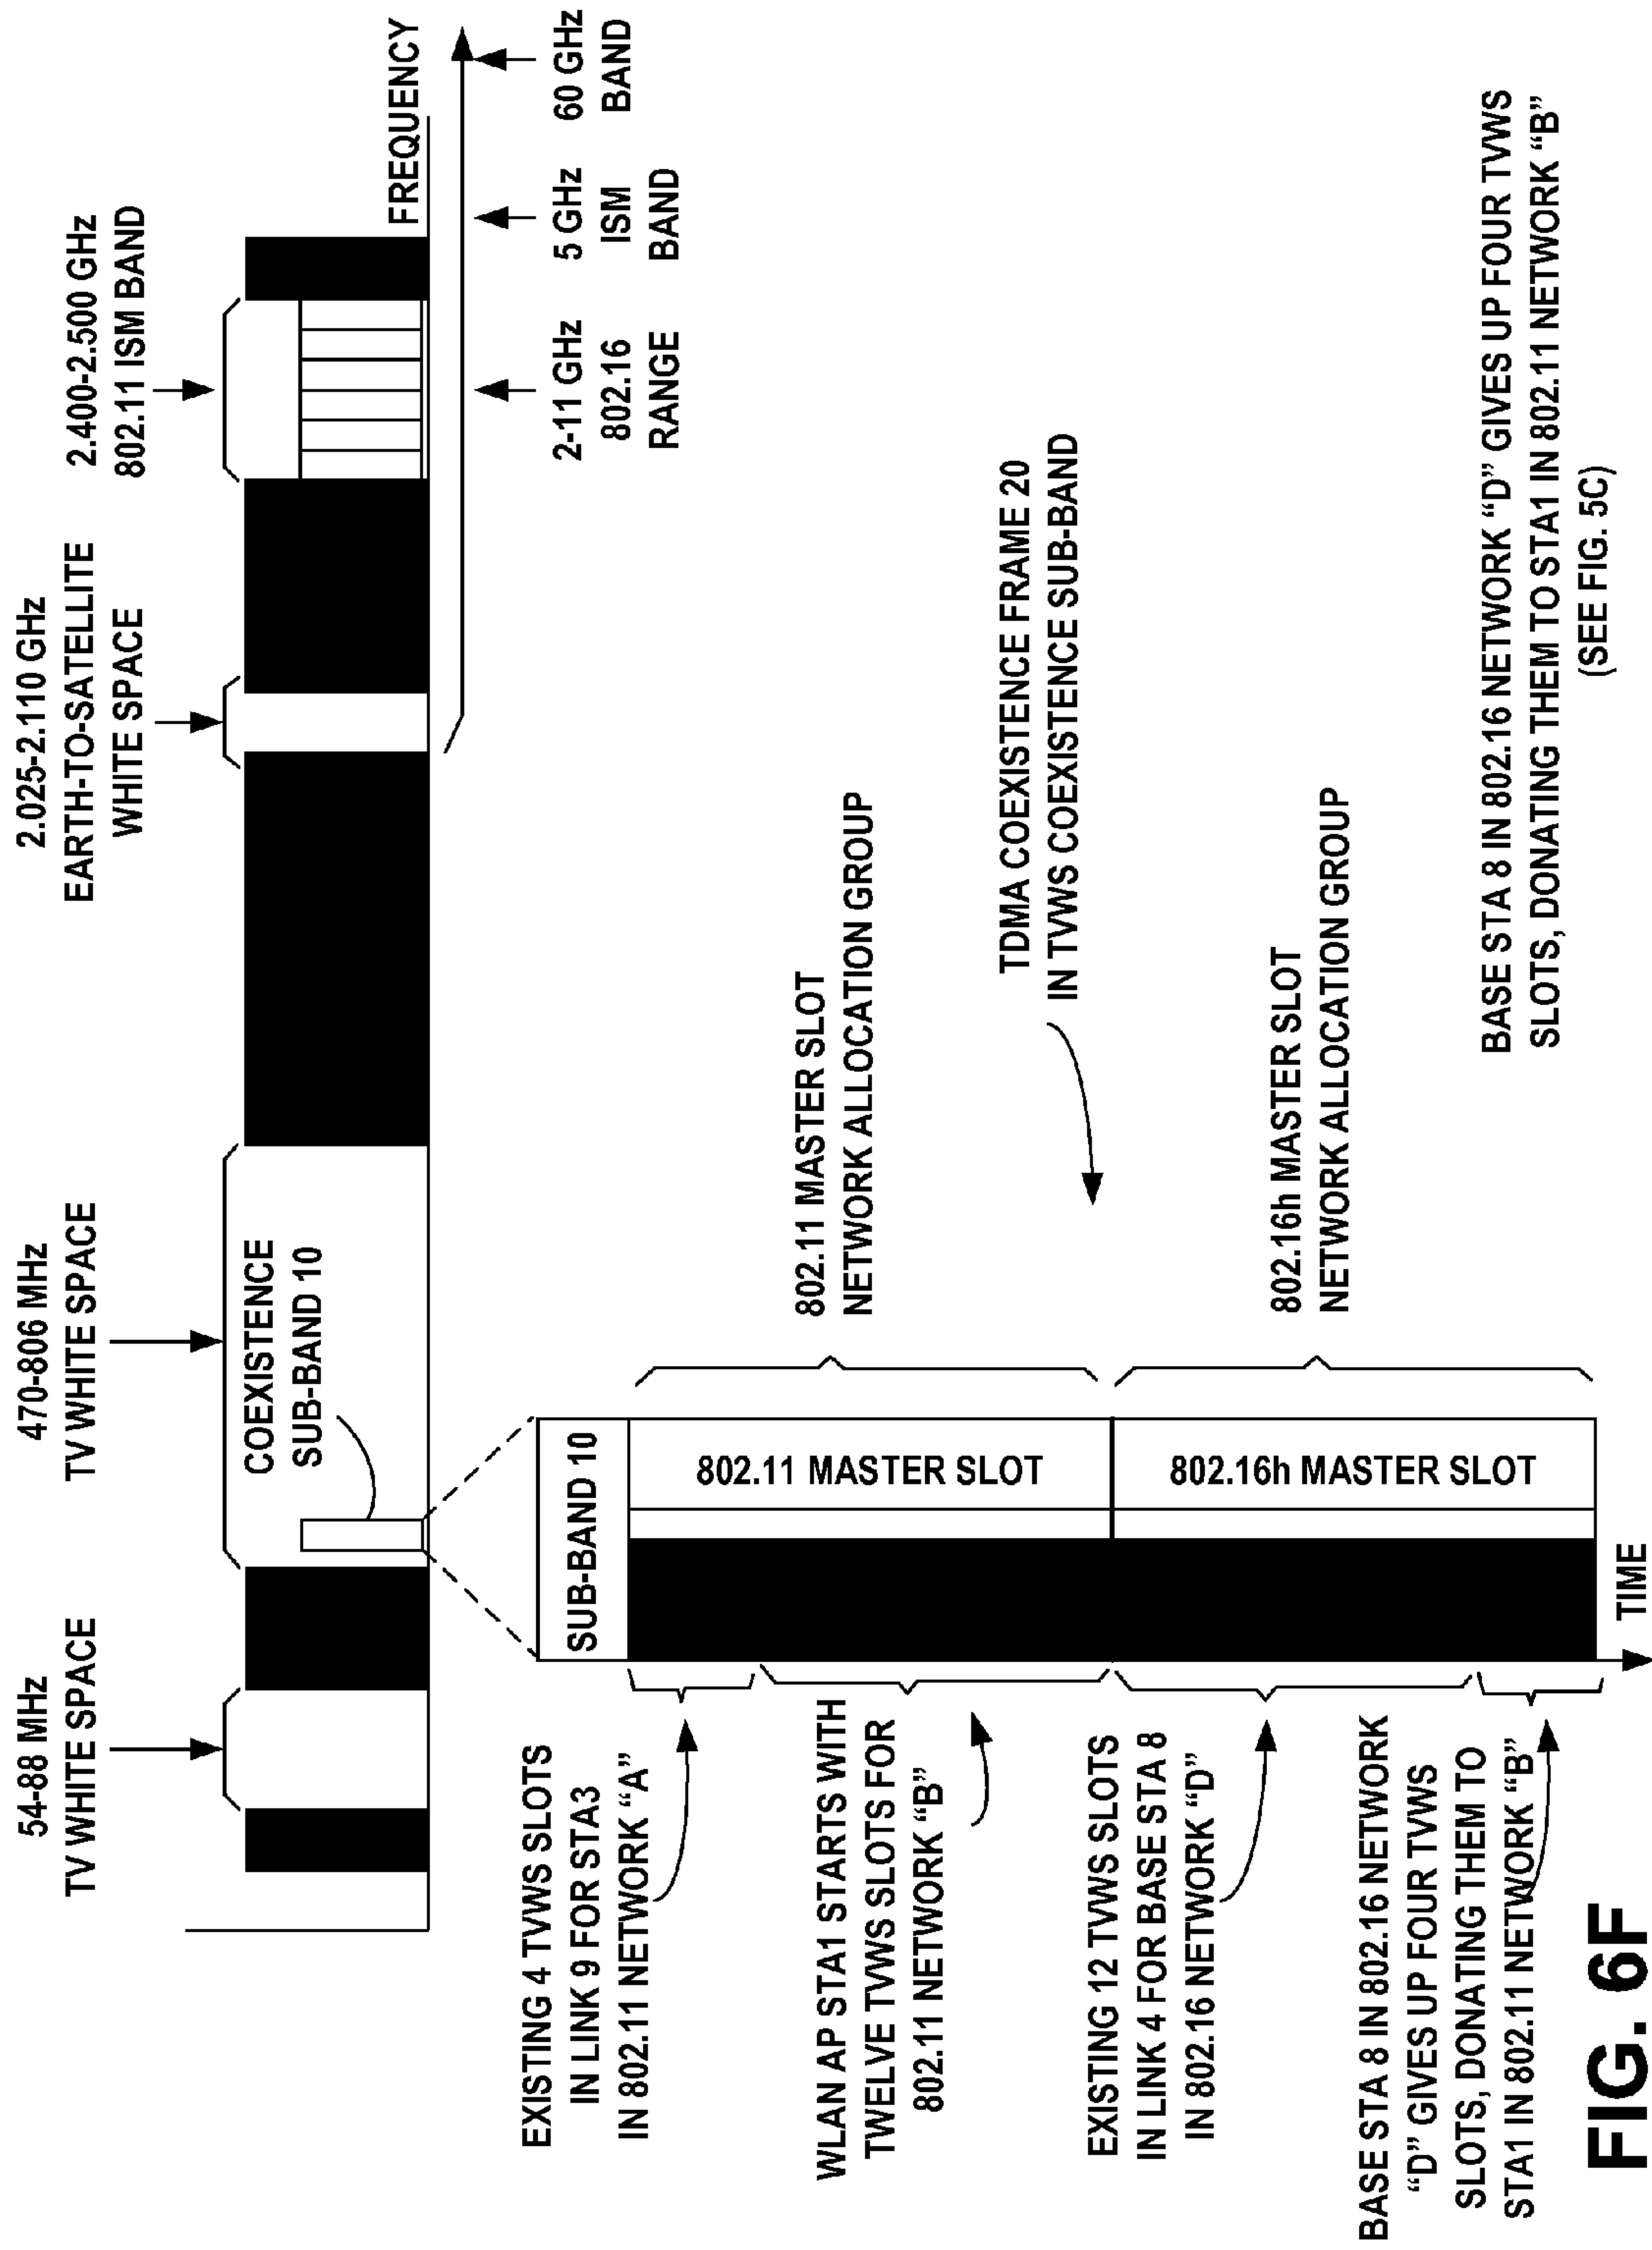 54-88 MHz
TV WHITE SPACE
470-806 MHz
TV WHITE SPACE
2.025-2.110 GHz
EARTH-TO-SATELLITE
WHITE SPACE
2.400-2.500 GHz
802.11 ISM BAND
COEXISTENCE
SUB-BAND 10
FREQUENCY
2-11 GHz
802.16
RANGE
5 GHz
ISM
BAND
60 GHz
BAND
SUB-BAND 10
EXISTING 4 TVWS SLOTS
IN LINK 9 FOR STA3
IN 802.11 NETWORK “A”
802.11 MASTER SLOT
802.11 MASTER SLOT
NETWORK ALLOCATION GROUP
WLAN AP STA1 STARTS WITH
TWELVE TVWS SLOTS FOR
802.11 NETWORK “B”
TDMA COEXISTENCE FRAME 20
IN TVWS COEXISTENCE SUB-BAND
EXISTING 12 TVWS SLOTS
IN LINK 4 FOR BASE STA 8
IN 802.16 NETWORK “D”
802.16h MASTER SLOT
802.16h MASTER SLOT
NETWORK ALLOCATION GROUP
BASE STA 8 IN 802.16 NETWORK
“D” GIVES UP FOUR TVWS
SLOTS, DONATING THEM TO
STA1 IN 802.11 NETWORK “B”
TIME
BASE STA 8 IN 802.16 NETWORK “D” GIVES UP FOUR TVWS
SLOTS, DONATING THEM TO STA1 IN 802.11 NETWORK “B”
(SEE FIG. 5C)
FIG. 6F